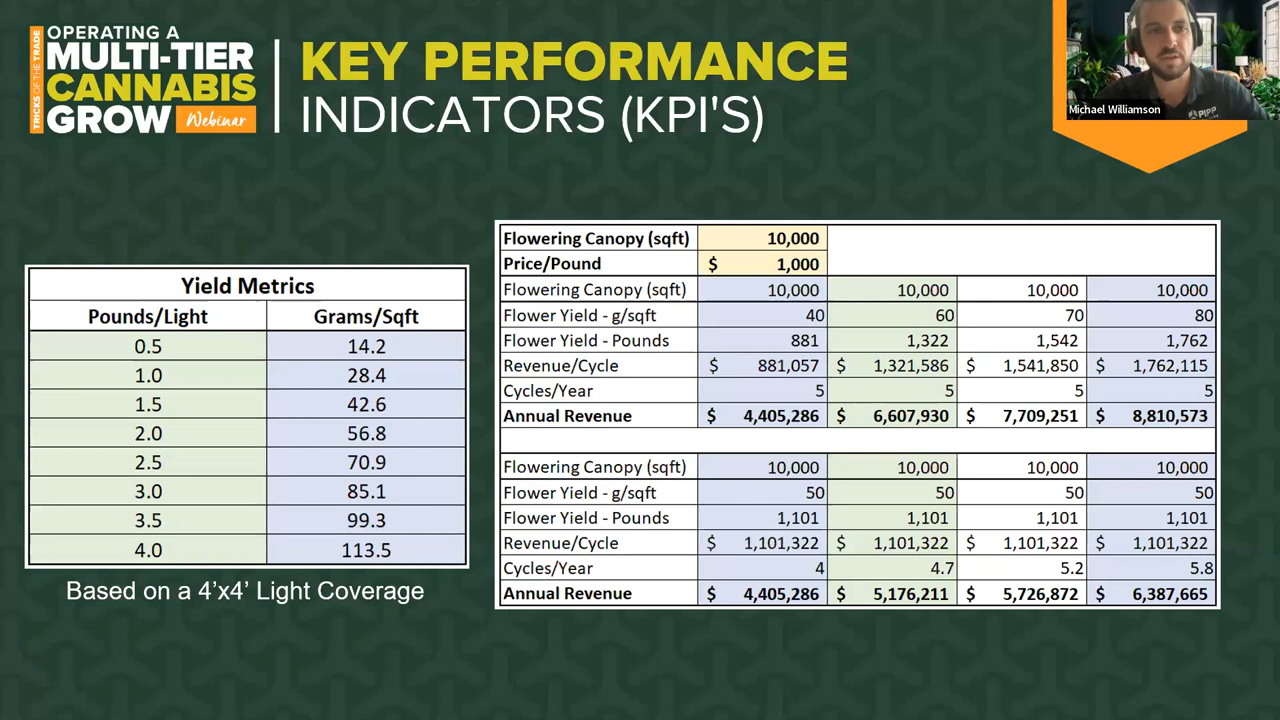 TRICKS OF THE TRADE
OPERATING A
MULTI-TIER
CANNABIS
GROW Webinar
KEY PERFORMANCE
INDICATORS (KPI'S)
PIPP
Michael Williamson
Yield Metrics
Pounds/Light Grams/Sqft
0.5 14.2
1.0 28.4
1.5 42.6
2.0 56.8
2.5 70.9
3.0 85.1
3.5 99.3
4.0 113.5
Based on a 4'x4' Light Coverage
Flowering Canopy (sqft) 10,000
Price/Pound $ 1,000
Flowering Canopy (sqft) 10,000 10,000 10,000 10,000
Flower Yield - g/sqft 40 60 70 80
Flower Yield - Pounds 881 1,322 1,542 1,762
Revenue/Cycle $ 881,057 $ 1,321,586 $ 1,541,850 $ 1,762,115
Cycles/Year 5 5 5 5
Annual Revenue $ 4,405,286 $ 6,607,930 $ 7,709,251 $ 8,810,573
Flowering Canopy (sqft) 10,000 10,000 10,000 10,000
Flower Yield - g/sqft 50 50 50 50
Flower Yield - Pounds 1,101 1,101 1,101 1,101
Revenue/Cycle $ 1,101,322 $ 1,101,322 $ 1,101,322 $ 1,101,322
Cycles/Year 4 4.7 5.2 5.8
Annual Revenue $ 4,405,286 $ 5,176,211 $ 5,726,872 $ 6,387,665